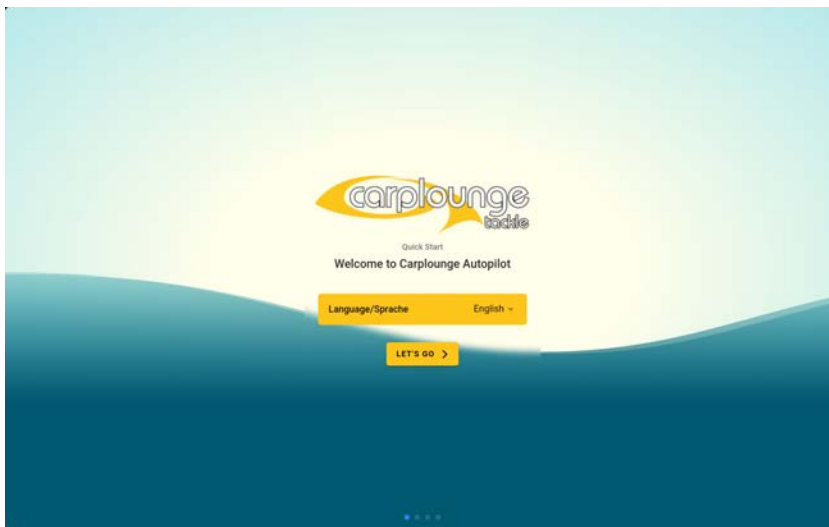 carplounge
tackle
Quick Start
Welcome to Carplounge Autopilot
Language/Sprache English
LET'S GO